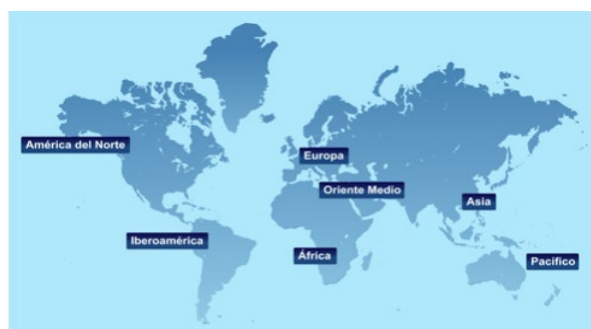 América del Norte
Europa
Oriente Medio
Asia
Iberoamérica
África
Pacífico